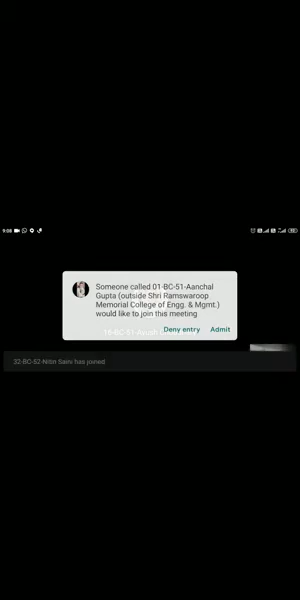 9:08
Someone called 01-BC-51-Aanchal
Gupta (outside Shri Ramswaroop
Memorial College of Engg. & Mgmt.)
would like to join this meeting
Deny entry Admit
32-BC-52-Nitin Saini has joined